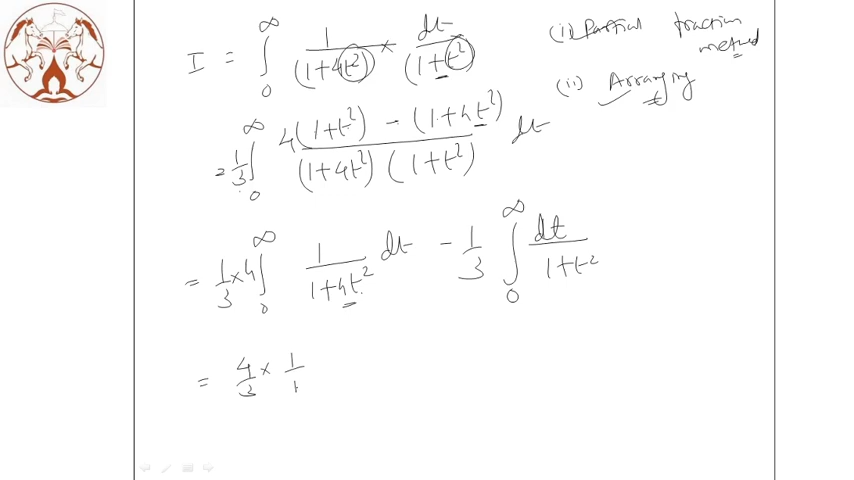 I = ∫₀^∞ 1/(1+4t²) × dt/(1+t²)
(i) Partial fraction method
(ii) Arranging
= 1/3 ∫₀^∞ (4(1+t²) - (1+4t²))/((1+4t²)(1+t²)) dt
= 1/3 × 4 ∫₀^∞ 1/(1+4t²) dt - 1/3 ∫₀^∞ dt/(1+t²)
= 4/3 × 1/